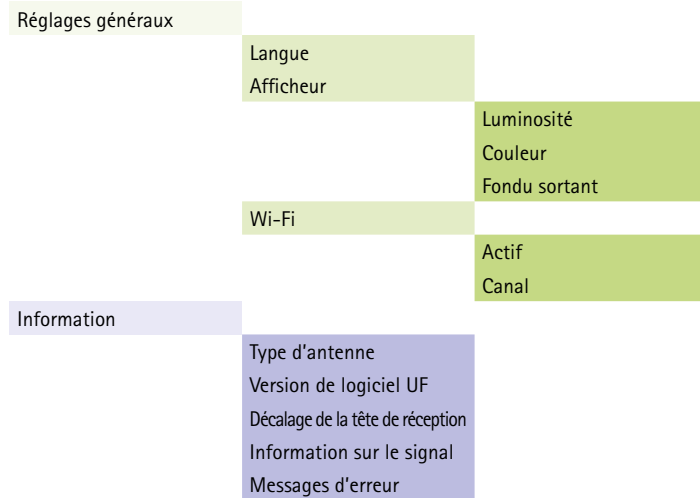 Réglages généraux
Langue
Afficheur
Luminosité
Couleur
Fondu sortant
Wi-Fi
Actif
Canal
Information
Type d'antenne
Version de logiciel UF
Décalage de la tête de réception
Information sur le signal
Messages d'erreur